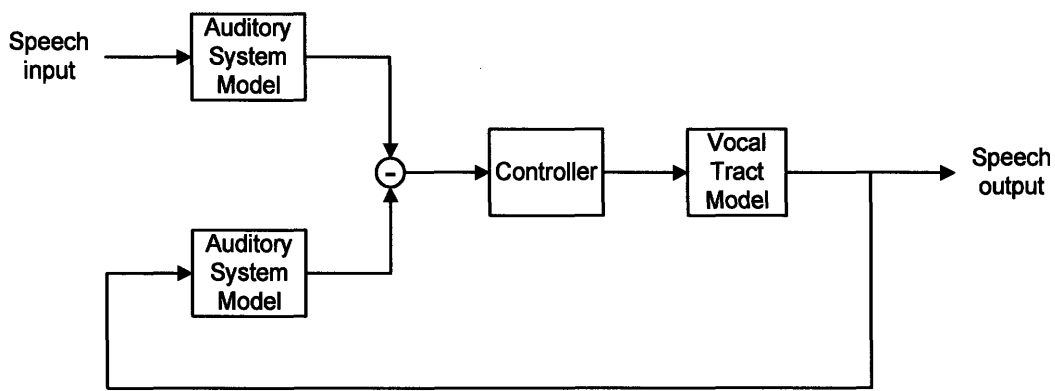 Speech
input
Auditory
System
Model
-
Controller
Vocal
Tract
Model
Speech
output
Auditory
System
Model